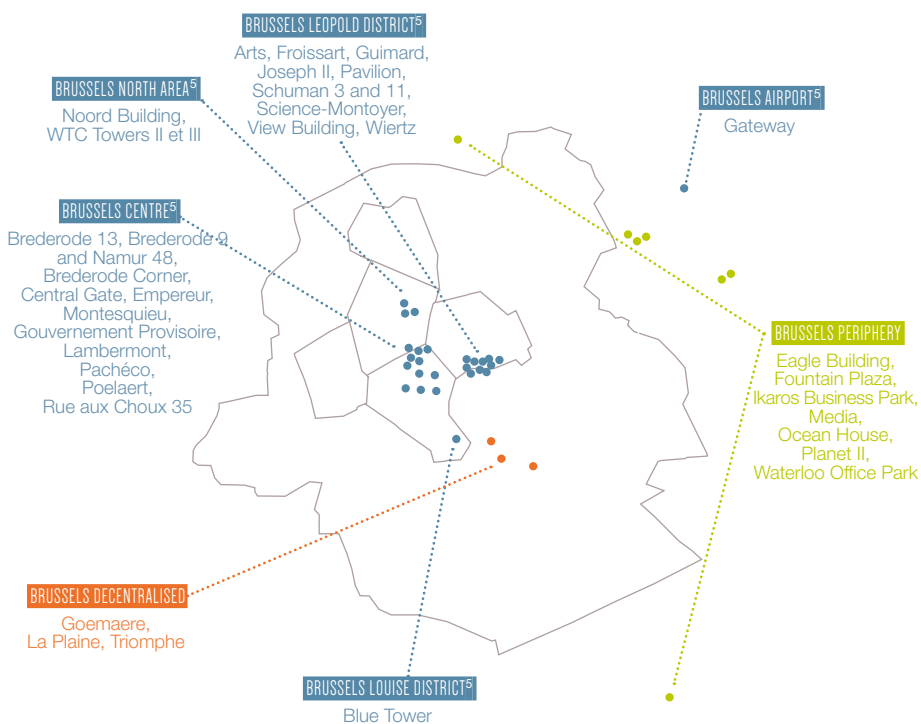 BRUSSELS LEOPOLD DISTRICT5
Arts, Froissart, Guimard,
Joseph II, Pavilion,
Schuman 3 and 11,
Science-Montoyer,
View Building, Wiertz
BRUSSELS NORTH AREA5
Noord Building,
WTC Towers II et III
BRUSSELS AIRPORT5
Gateway
BRUSSELS CENTRE5
Brederode 13, Brederode 9
and Namur 48,
Brederode Corner,
Central Gate, Empereur,
Montesquieu,
Gouvernement Provisoire,
Lambermont,
Pachéco,
Poelaert,
Rue aux Choux 35
BRUSSELS PERIPHERY
Eagle Building,
Fountain Plaza,
Ikaros Business Park,
Media,
Ocean House,
Planet II,
Waterloo Office Park
BRUSSELS DECENTRALISED
Goemaere,
La Plaine, Triomphe
BRUSSELS LOUISE DISTRICT5
Blue Tower